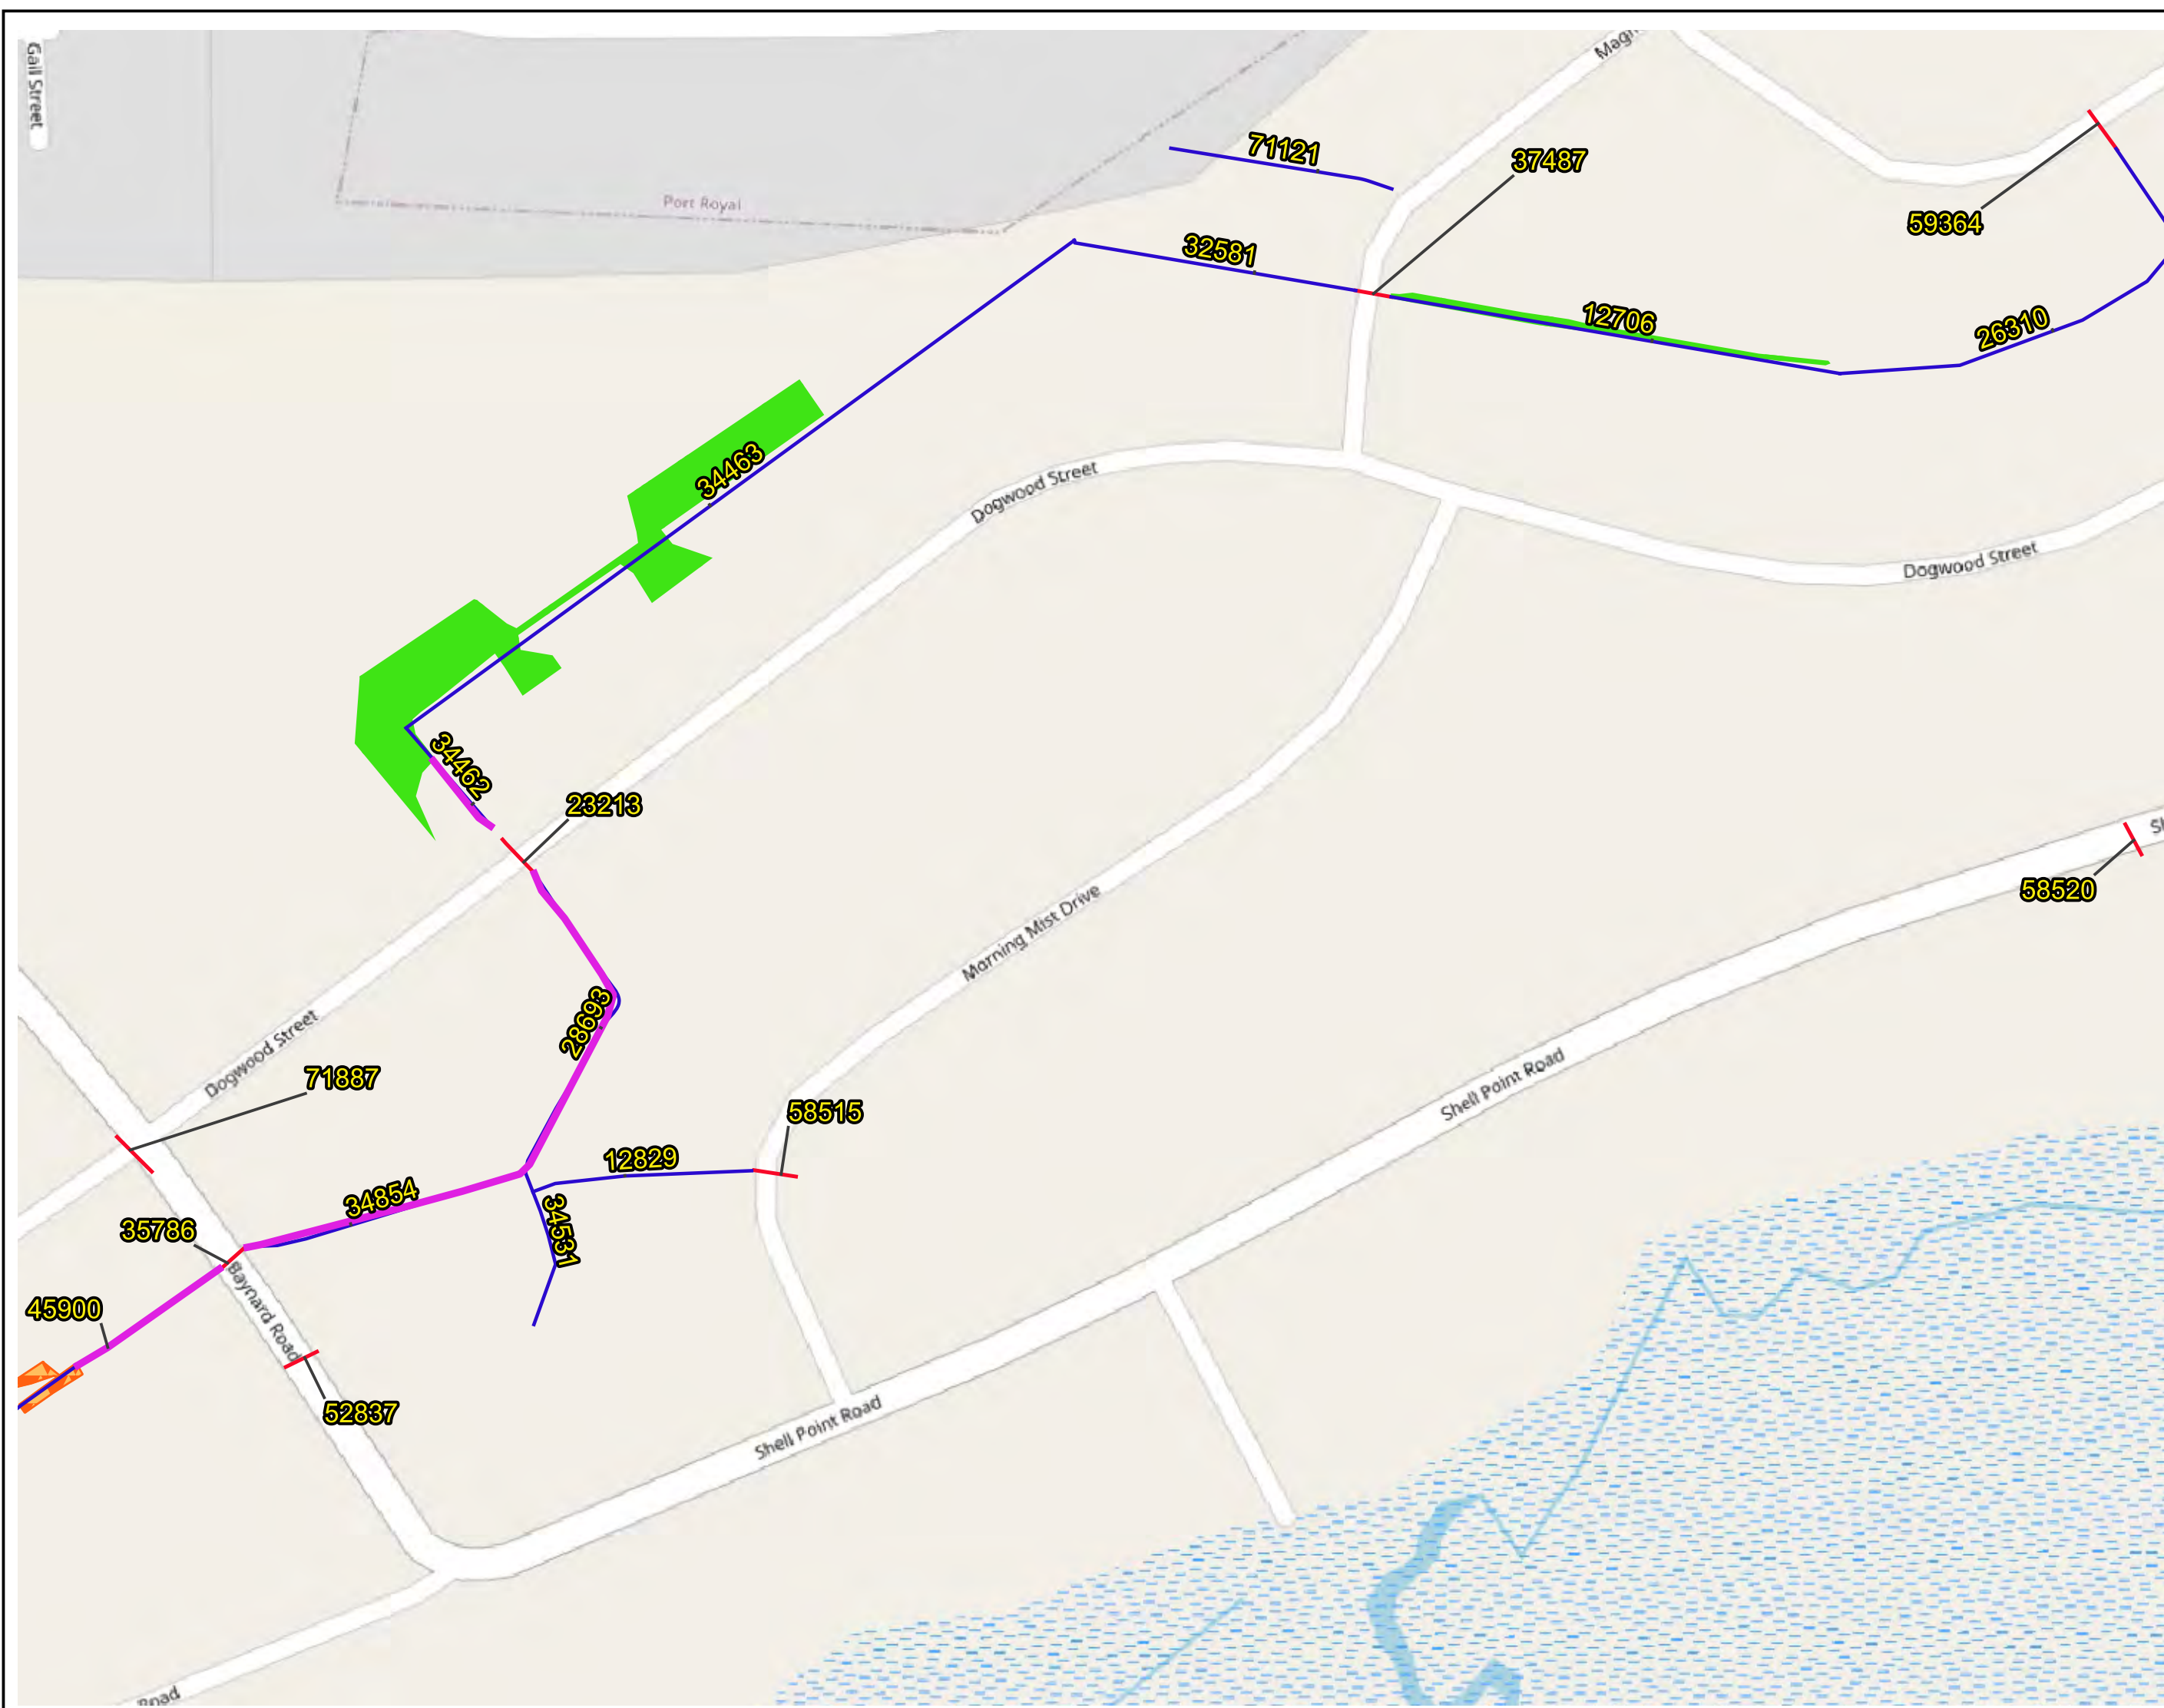 Gail Street
Magn
71121
37487
59364
Port Royal
32581
12706
26310
34463
Dogwood Street
Dogwood Street
34462
23213
58520
Morning Mist Drive
28693
Dogwood Street
71887
Shell Point Road
58515
12829
34854
35786
34531
Baynard Road
45900
52837
Shell Point Road
Road